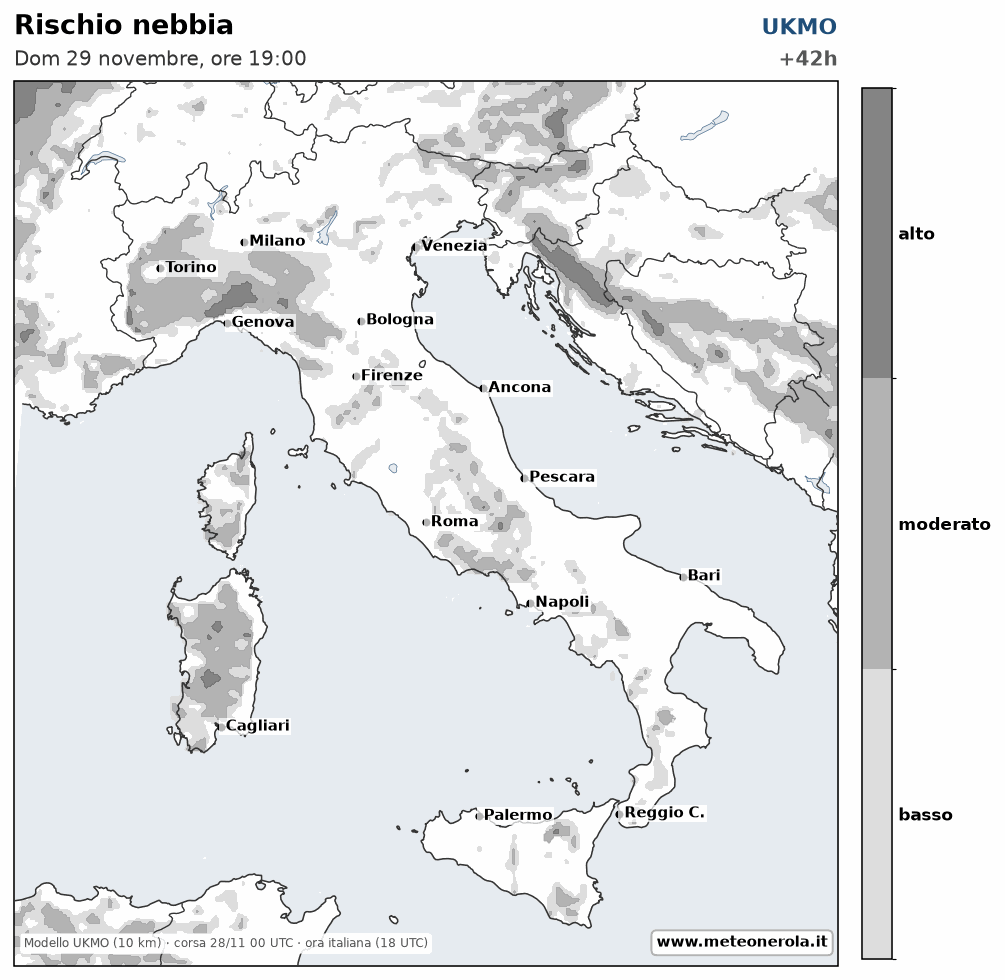 Rischio nebbia
UKMO
Dom 29 novembre, ore 19:00
+42h
Milano
Venezia
Torino
Genova
Bologna
Firenze
Ancona
Pescara
Roma
Bari
Napoli
Cagliari
Palermo
Reggio C.
alto
moderato
basso
Modello UKMO (10 km) · corsa 28/11 00 UTC · ora italiana (18 UTC)
www.meteonerola.it